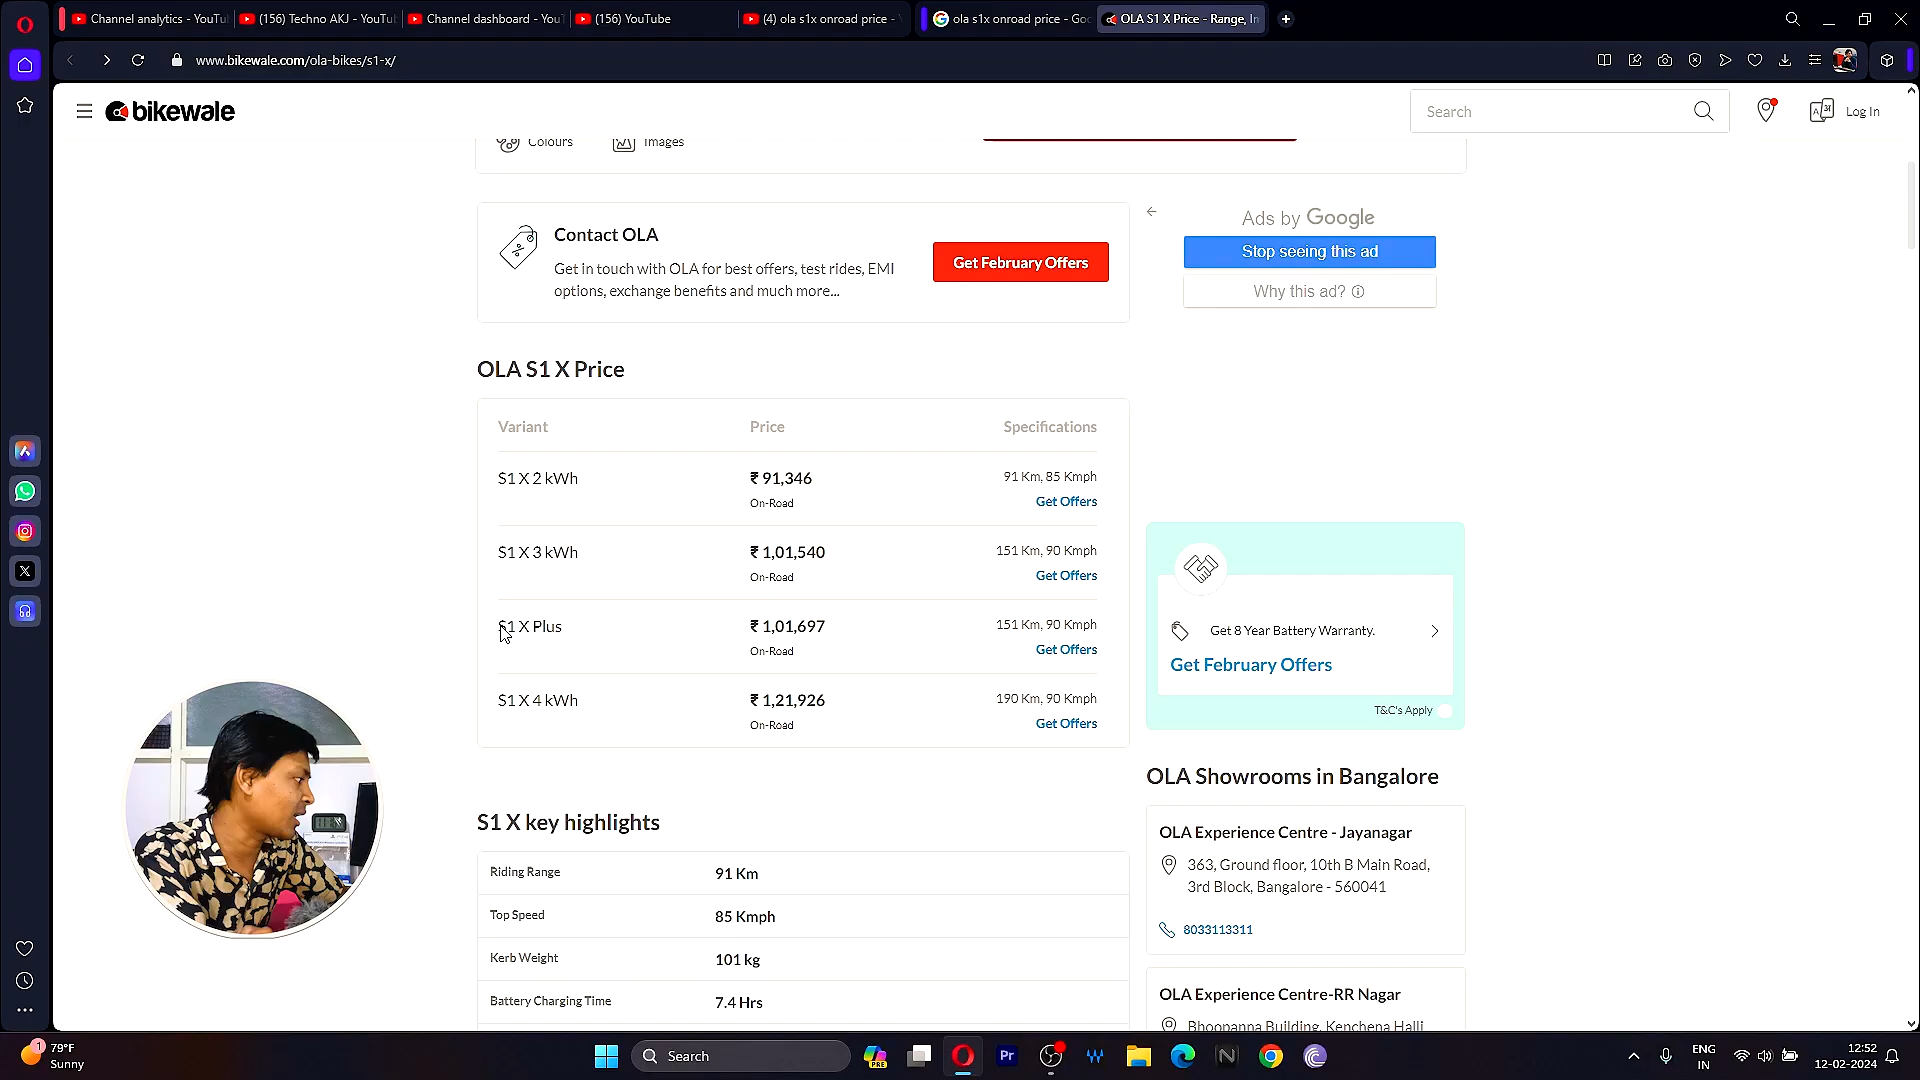 Channel analytics - YouTu
(156) Techno AKJ - YouTu
Channel dashboard - YouT
(156) YouTube
(4) ola s1x onroad price - Y
ola s1x onroad price - Goo
OLA S1 X Price - Range, In
www.bikewale.com/ola-bikes/s1-x/
bikewale
Search
Log In
Colours
Images
Contact OLA
Get in touch with OLA for best offers, test rides, EMI
options, exchange benefits and much more...
Get February Offers
Ads by Google
Stop seeing this ad
Why this ad?
OLA S1 X Price
Variant Price Specifications
S1 X 2 kWh ₹ 91,346 91 Km, 85 Kmph
On-Road Get Offers
S1 X 3 kWh ₹ 1,01,540 151 Km, 90 Kmph
On-Road Get Offers
S1 X Plus ₹ 1,01,697 151 Km, 90 Kmph
On-Road Get Offers
S1 X 4 kWh ₹ 1,21,926 190 Km, 90 Kmph
On-Road Get Offers
Get 8 Year Battery Warranty.
Get February Offers
T&C's Apply
S1 X key highlights
Riding Range 91 Km
Top Speed 85 Kmph
Kerb Weight 101 kg
Battery Charging Time 7.4 Hrs
OLA Showrooms in Bangalore
OLA Experience Centre - Jayanagar
363, Ground floor, 10th B Main Road,
3rd Block, Bangalore - 560041
8033113311
OLA Experience Centre-RR Nagar
Bhoopanna Building, Kenchena Halli
1
79°F
Sunny
Search
PRE
Pr
ENG
IN
12:52
12-02-2024